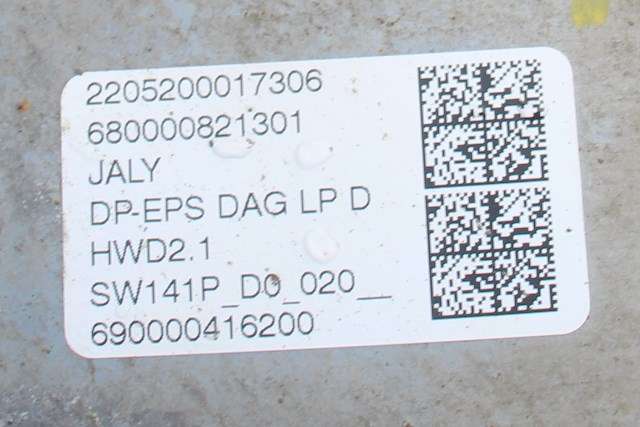 2205200017306
680000821301
JALY
DP-EPS DAG LP D
HWD2.1
SW141P_D0_020__
690000416200